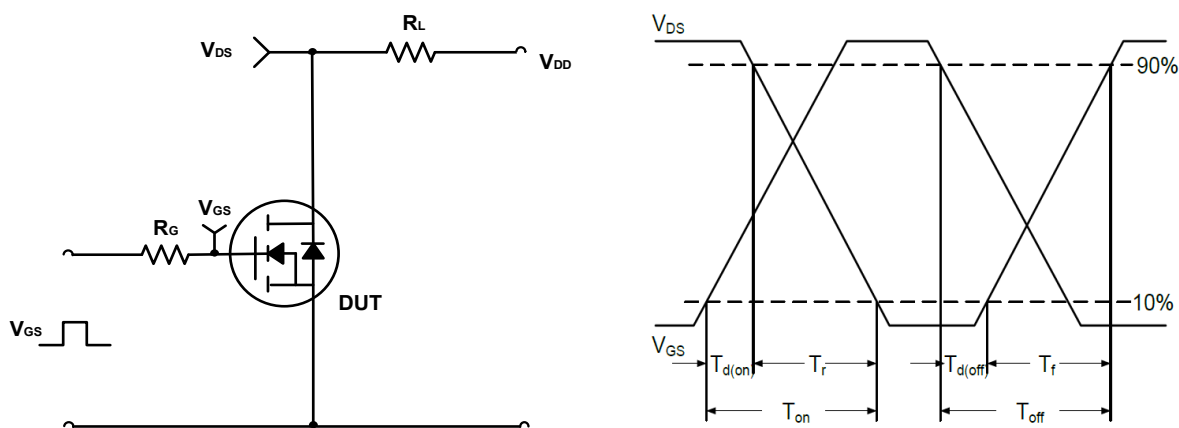 RL
VDS
VDD
VGS
RG
DUT
VGS
VDS
90%
10%
VGS
Td(on)
Tr
Td(off)
Tf
Ton
Toff